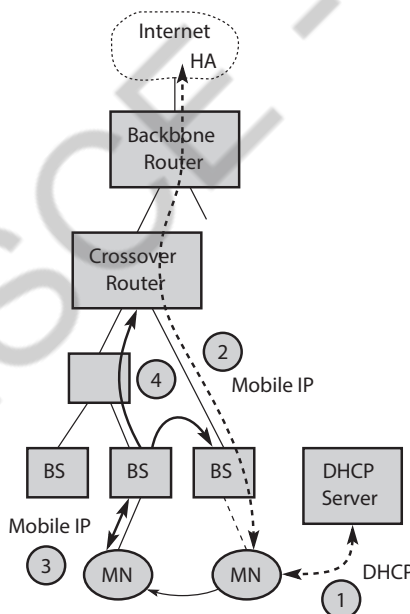 Internet
HA
Backbone
Router
Crossover
Router
2
4
Mobile IP
BS
BS
BS
DHCP
Server
Mobile IP
3
MN
MN
DHCP
1